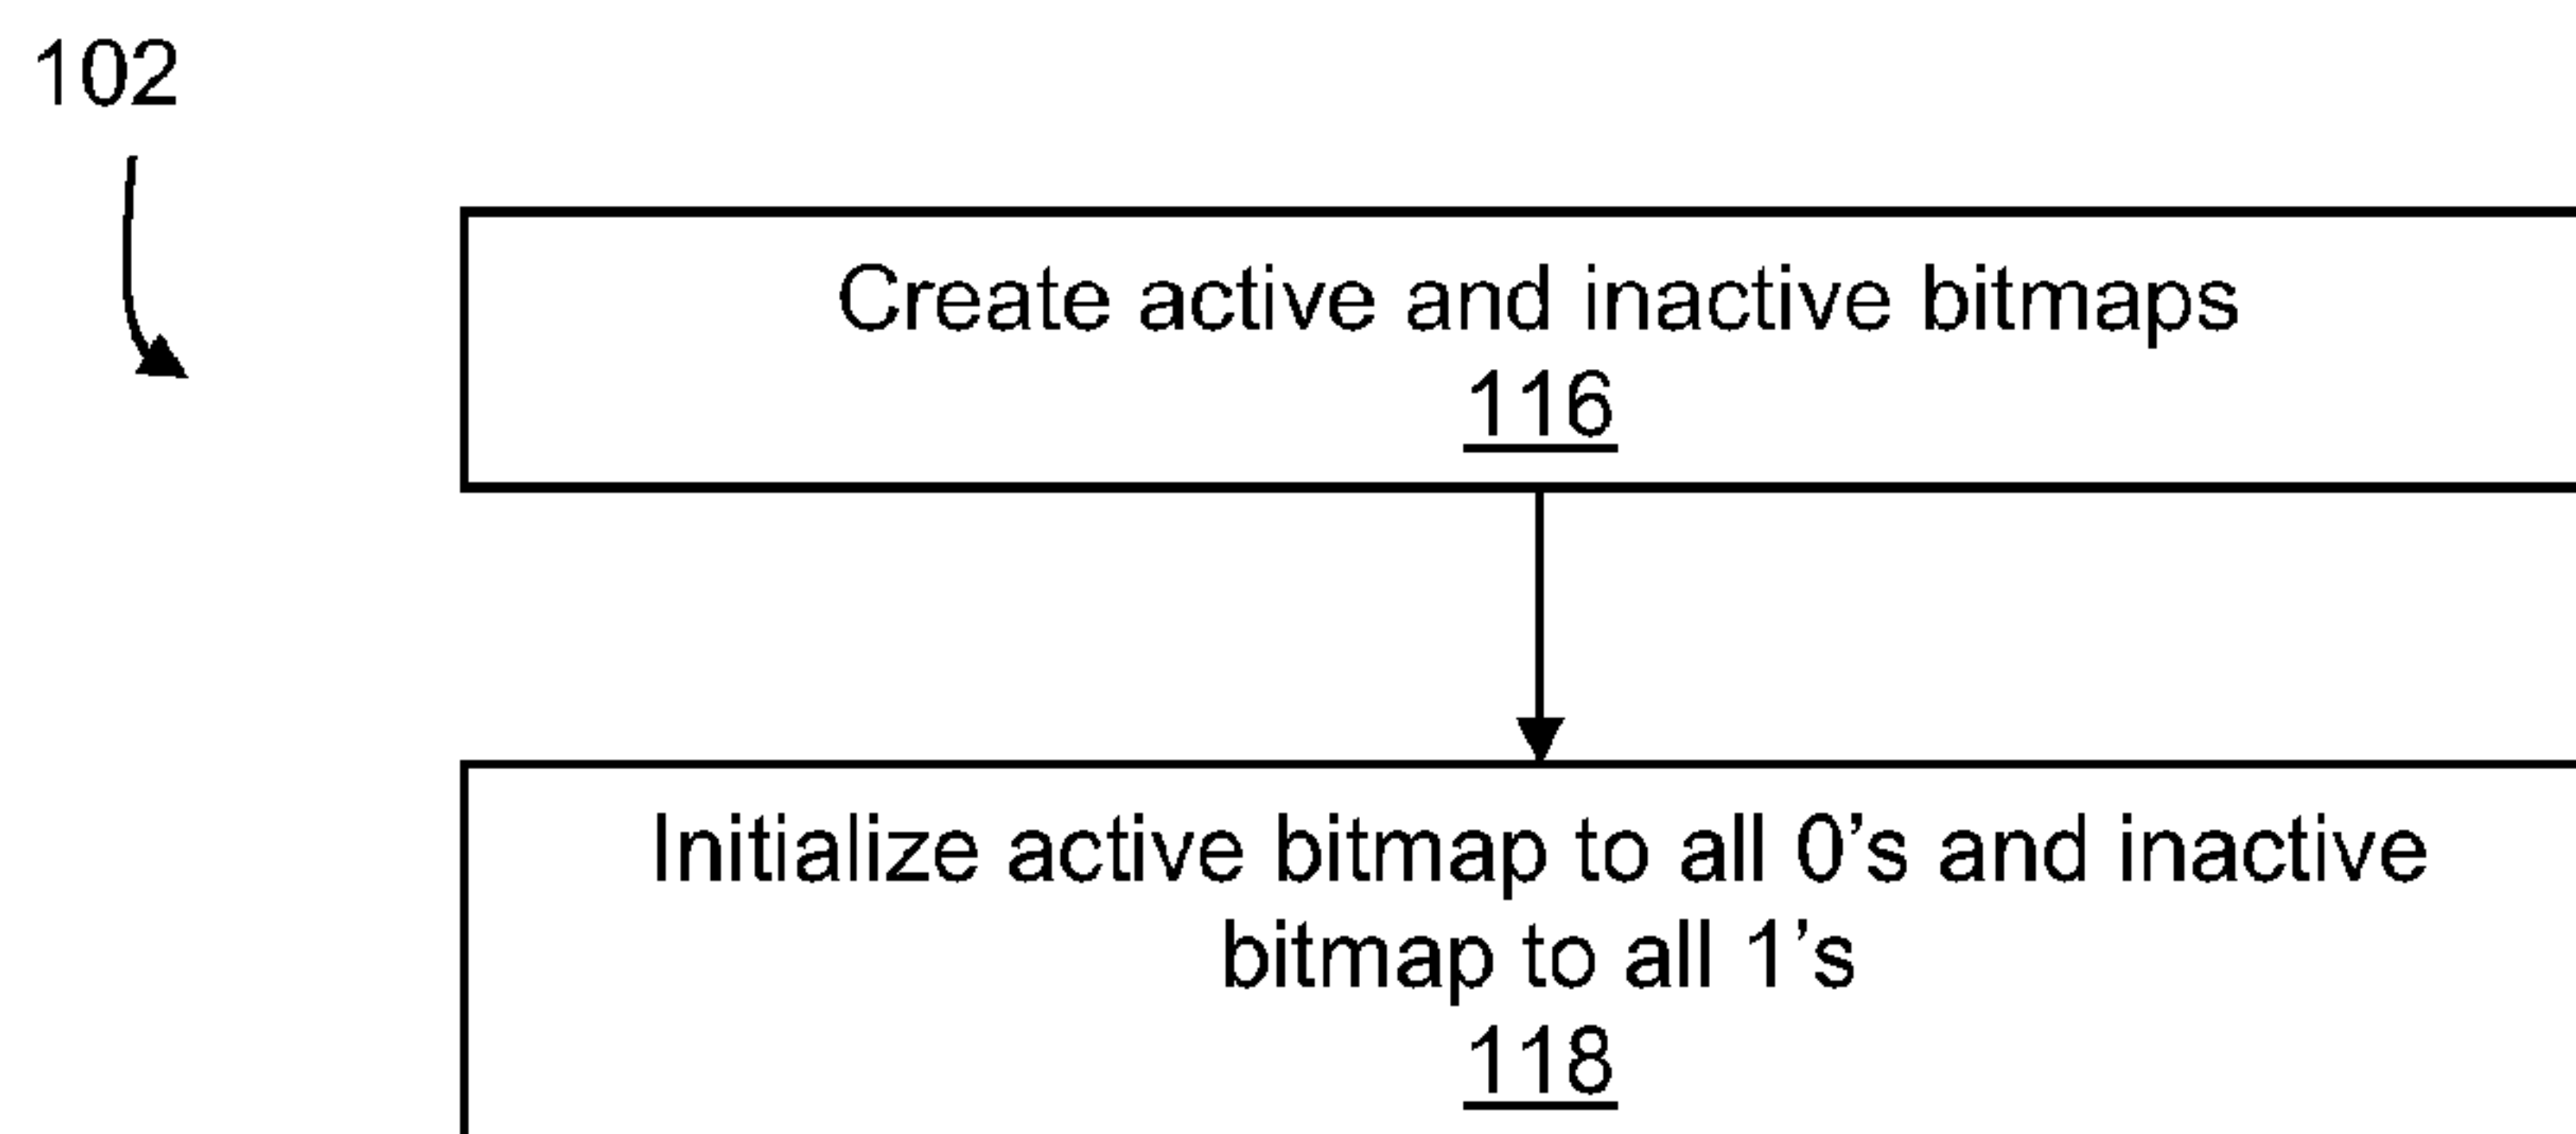 102
Create active and inactive bitmaps
116
Initialize active bitmap to all 0’s and inactive
bitmap to all 1’s
118